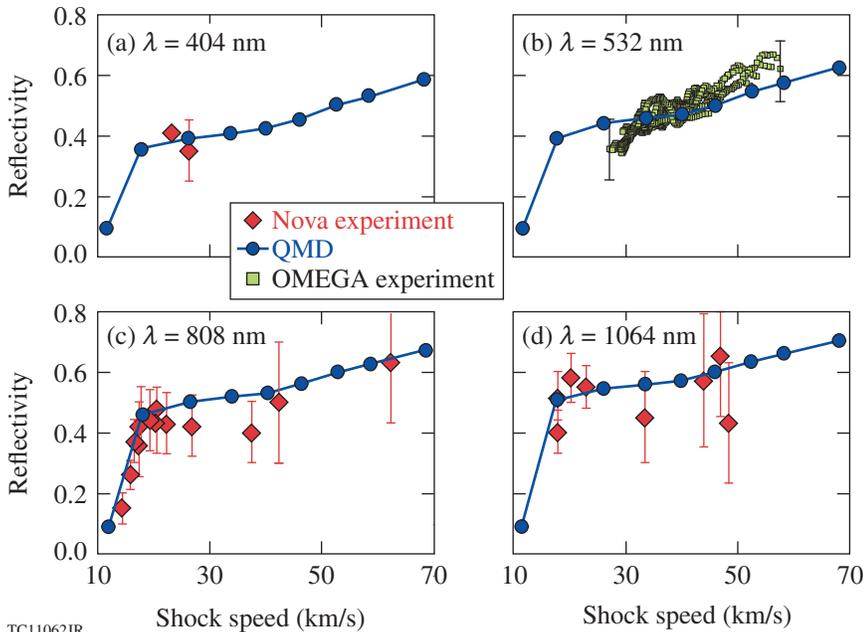 (a) λ = 404 nm
(b) λ = 532 nm
Reflectivity
0.8
0.6
0.4
0.2
0.0
Nova experiment
QMD
OMEGA experiment
(c) λ = 808 nm
(d) λ = 1064 nm
Reflectivity
0.8
0.6
0.4
0.2
0.0
10 30 50 70
10 30 50 70
Shock speed (km/s)
Shock speed (km/s)
TC11062JR